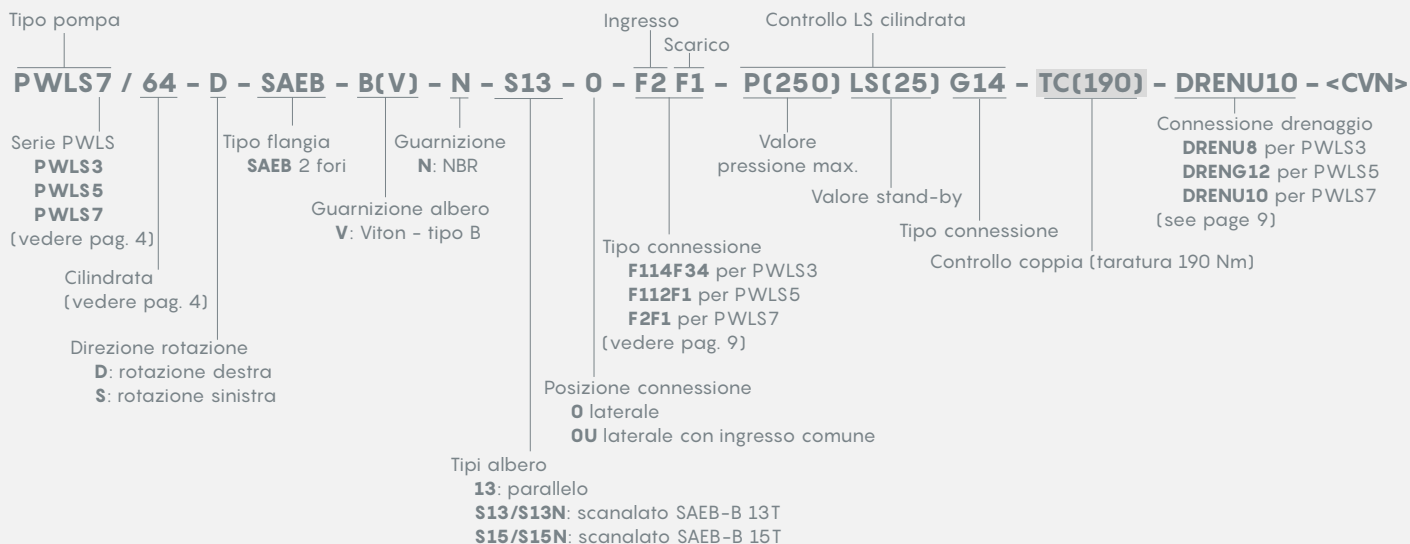 Tipo pompa
Ingresso
Controllo LS cilindrata
Scarico
PWLS7 / 64 – D – SAEB – B(V) – N – S13 – 0 – F2 F1 – P(250) LS(25) G14 – TC(190) – DRENU10 – <CVN>
Serie PWLS
PWLS3
PWLS5
PWLS7
(vedere pag. 4)
Cilindrata
(vedere pag. 4)
Direzione rotazione
D: rotazione destra
S: rotazione sinistra
Tipo flangia
SAEB 2 fori
Guarnizione albero
V: Viton - tipo B
Guarnizione
N: NBR
Tipi albero
13: parallelo
S13/S13N: scanalato SAEB-B 13T
S15/S15N: scanalato SAEB-B 15T
Posizione connessione
0 laterale
0U laterale con ingresso comune
Tipo connessione
F114F34 per PWLS3
F112F1 per PWLS5
F2F1 per PWLS7
(vedere pag. 9)
Valore
pressione max.
Valore stand-by
Tipo connessione
Controllo coppia (taratura 190 Nm)
Connessione drenaggio
DRENU8 per PWLS3
DRENG12 per PWLS5
DRENU10 per PWLS7
(see page 9)